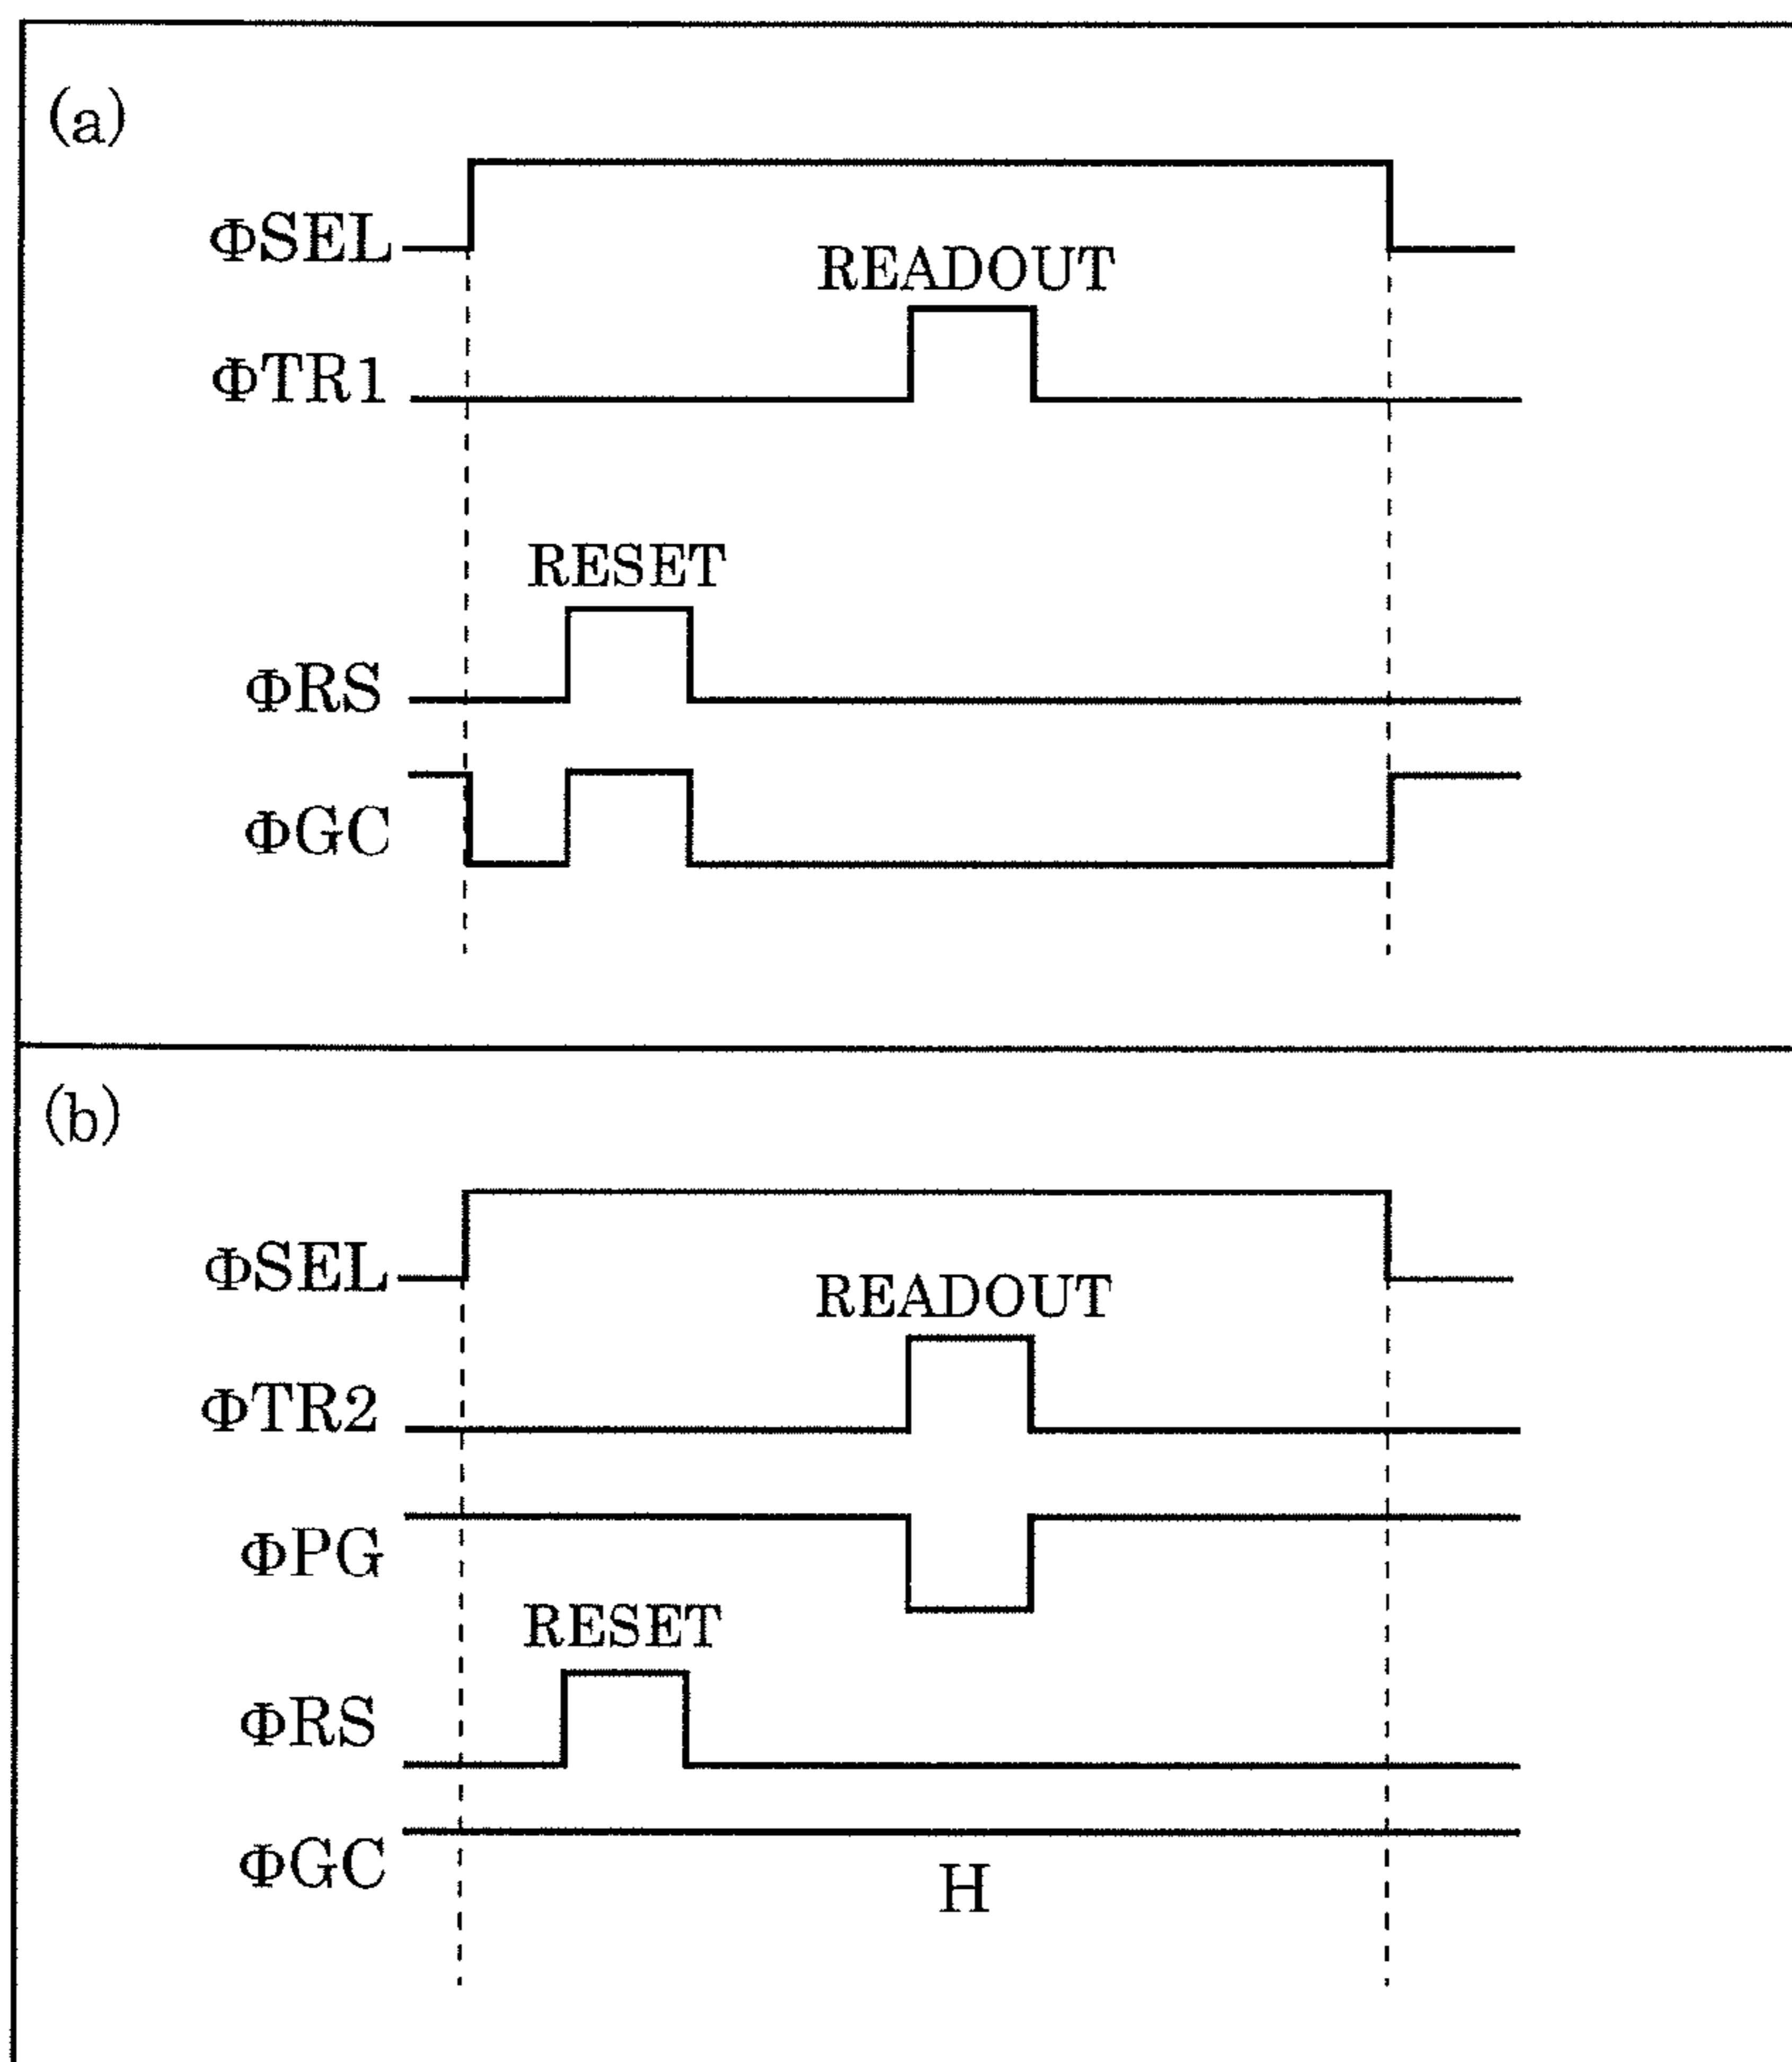 (a)
ΦSEL
READOUT
ΦTR1
RESET
ΦRS
ΦGC
(b)
ΦSEL
READOUT
ΦTR2
ΦPG
RESET
ΦRS
ΦGC
H